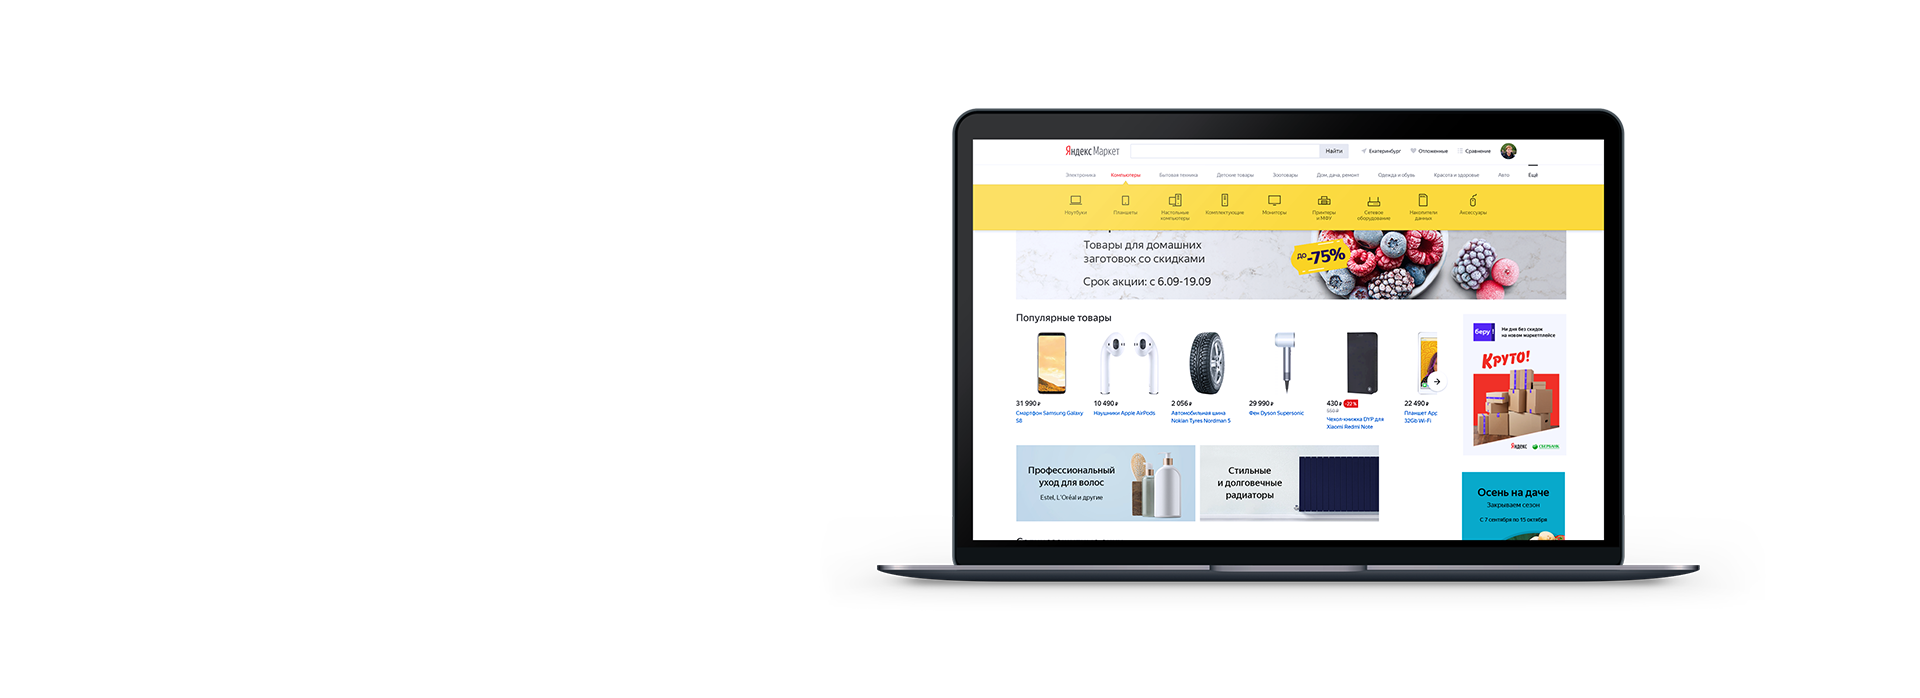 Яндекс Маркет
Найти
Екатеринбург
Отложенные
Сравнение
Электроника
Компьютеры
Бытовая техника
Детские товары
Зоотовары
Дом, дача, ремонт
Одежда и обувь
Красота и здоровье
Авто
Ещё
Ноутбуки
Планшеты
Настольные
компьютеры
Комплектующие
Мониторы
Принтеры
и МФУ
Сетевое
оборудование
Накопители
данных
Аксессуары
Товары для домашних
заготовок со скидками
Срок акции: с 6.09-19.09
до -75%
Популярные товары
31 990 ₽
Смартфон Samsung Galaxy
S8
10 490 ₽
Наушники Apple AirPods
2 056 ₽
Автомобильная шина
Nokian Tyres Nordman 5
29 990 ₽
Фен Dyson Supersonic
430 ₽ -22 %
550 ₽
Чехол-книжка DYP для
Xiaomi Redmi Note
22 490 ₽
Планшет App
32Gb Wi-Fi
беру !
Ни дня без скидок
на новом маркетплейсе
Круто!
Яндекс СБЕРБАНК
Профессиональный
уход для волос
Estel, L'Oréal и другие
Стильные
и долговечные
радиаторы
Осень на даче
Закрываем сезон
С 7 сентября по 15 октября